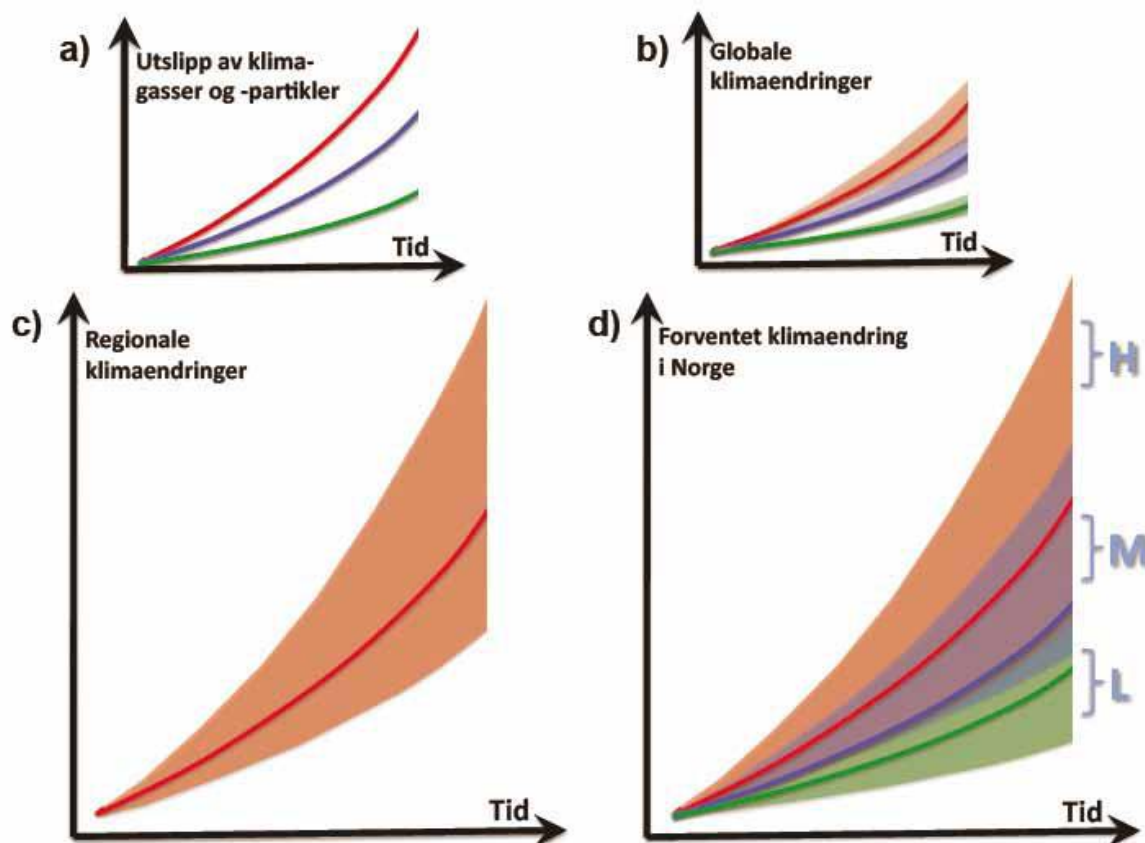 a)
Utslipp av klima-
gasser og -partikler
Tid
b)
Globale
klimaendringer
Tid
c)
Regionale
klimaendringer
Tid
d)
Forventet klimaendring
i Norge
H
M
L
Tid